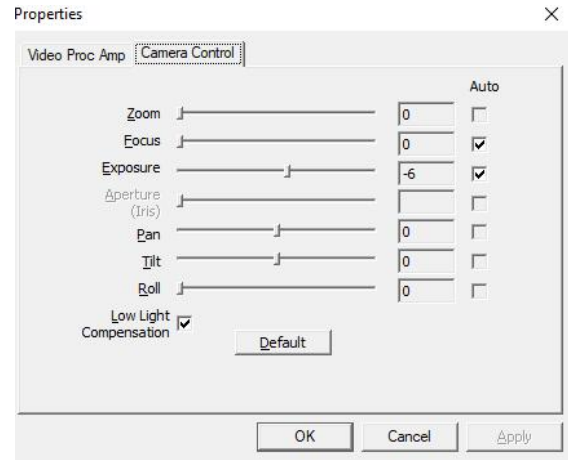 Properties
Video Proc Amp Camera Control
Auto
Zoom 0
Focus 0
Exposure -6
Aperture
(Iris)
Pan 0
Tilt 0
Roll 0
Low Light
Compensation
Default
OK Cancel Apply